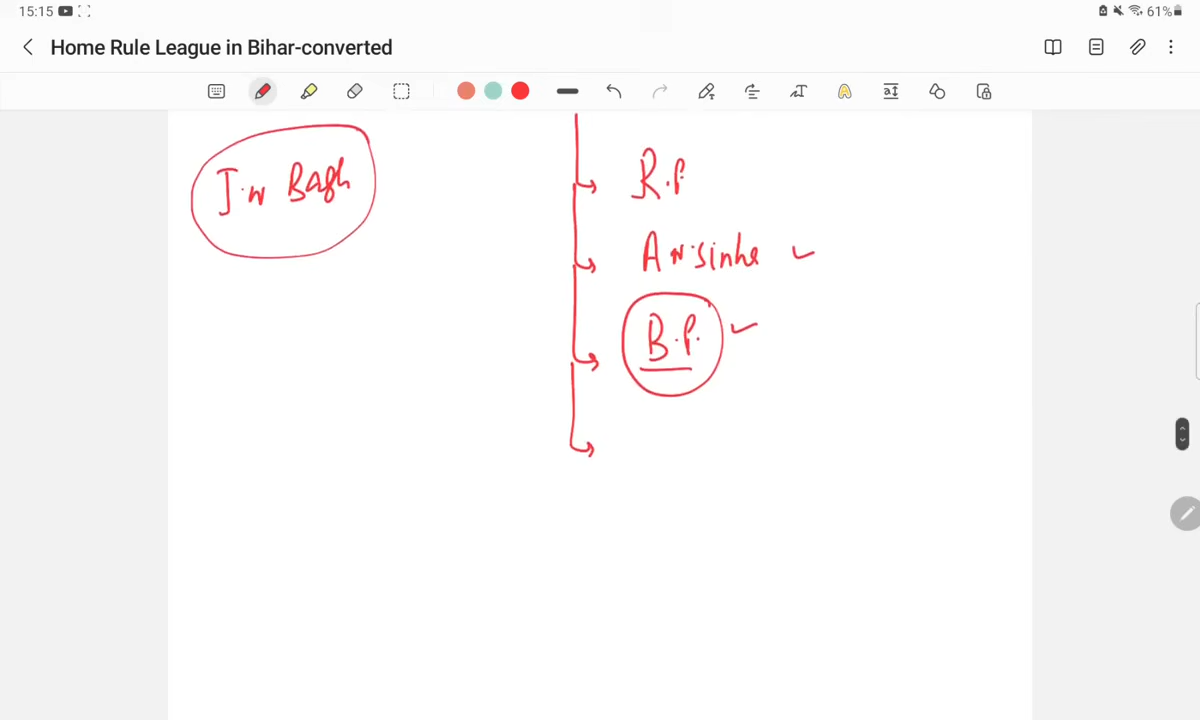 15:15 61%
Home Rule League in Bihar-converted
J.W Bagh
R.P
A N. Sinha
B.P.